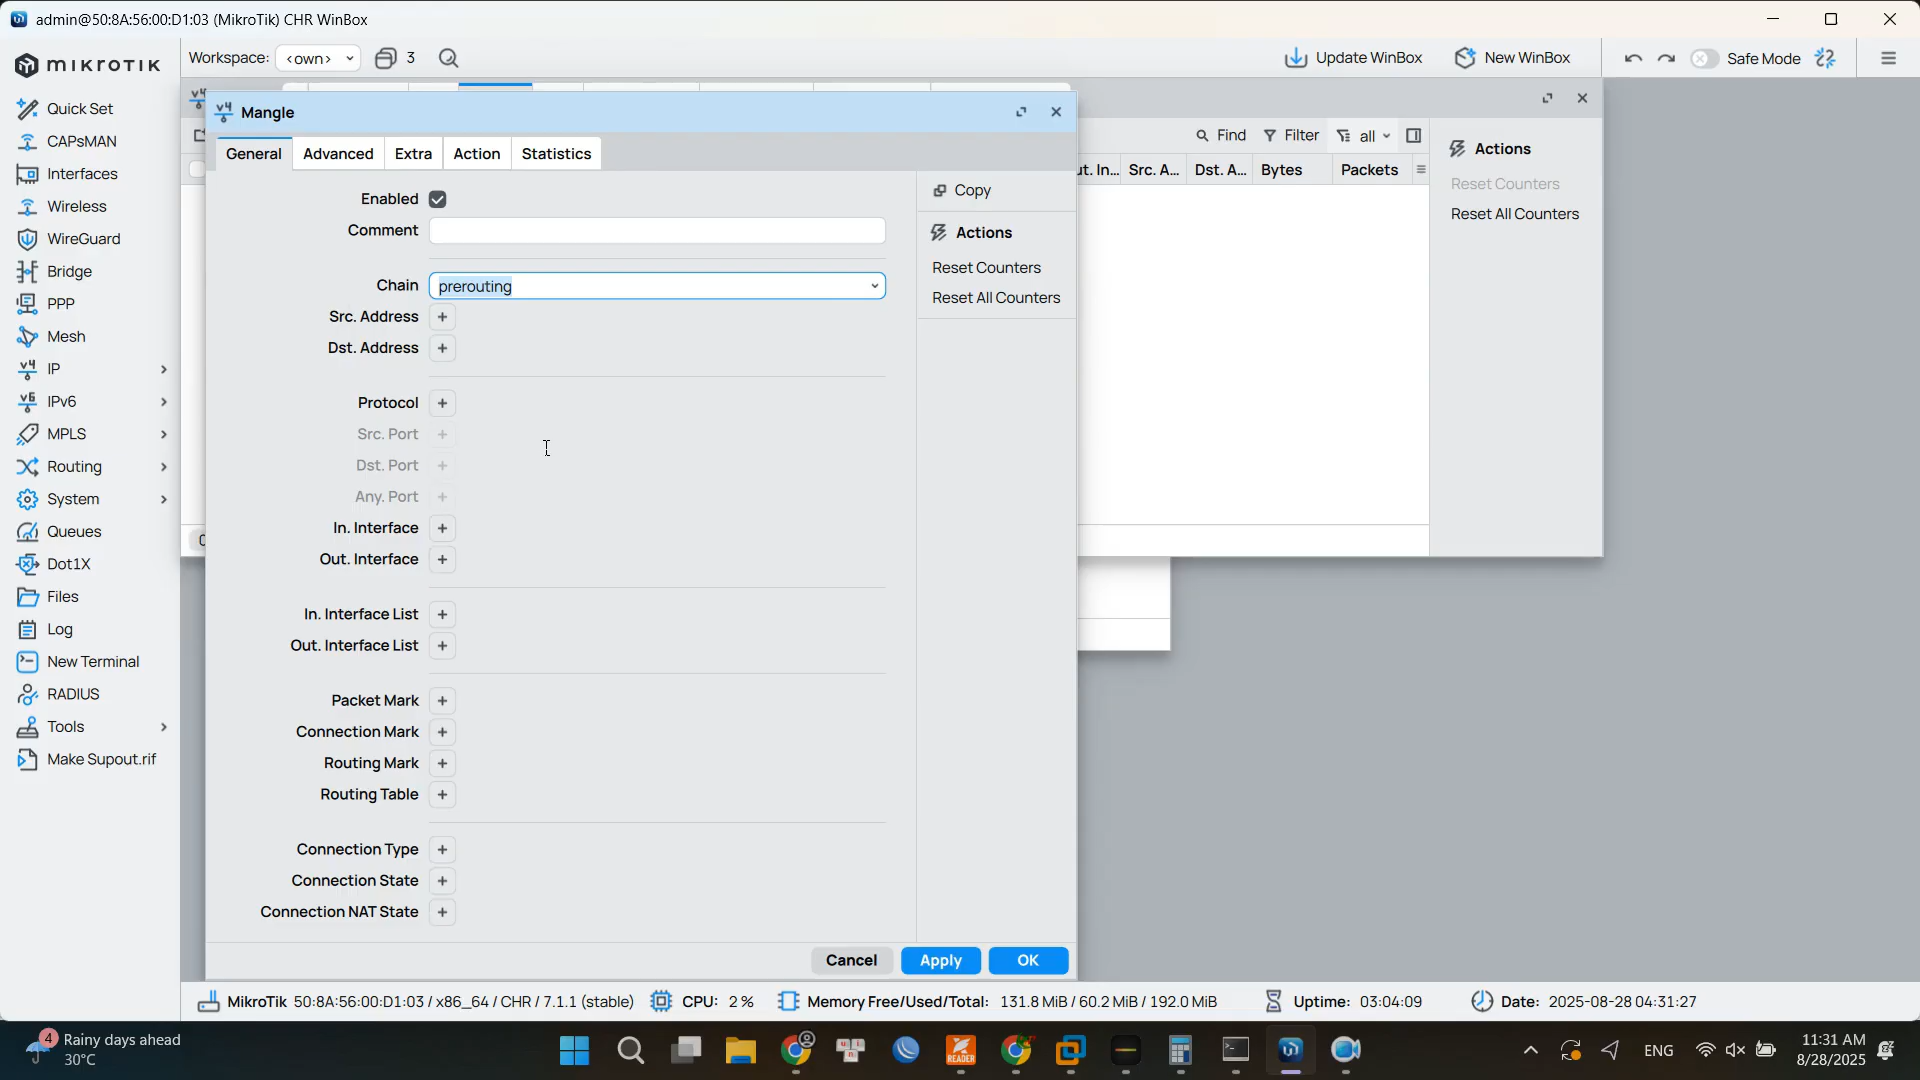 admin@50:8A:56:00:D1:03 (MikroTik) CHR WinBox
MIKROTIK
Workspace: <own> 3
Update WinBox
New WinBox
Safe Mode
Quick Set
CAPsMAN
Interfaces
Wireless
WireGuard
Bridge
PPP
Mesh
IP
IPv6
MPLS
Routing
System
Queues
Dot1X
Files
Log
New Terminal
RADIUS
Tools
Make Supout.rif
Mangle
General Advanced Extra Action Statistics
Enabled
Comment
Chain prerouting
Src. Address
Dst. Address
Protocol
Src. Port
Dst. Port
Any. Port
In. Interface
Out. Interface
In. Interface List
Out. Interface List
Packet Mark
Connection Mark
Routing Mark
Routing Table
Connection Type
Connection State
Connection NAT State
Copy
Actions
Reset Counters
Reset All Counters
Cancel Apply OK
Find Filter all
ut. In... Src. A... Dst. A... Bytes Packets
Actions
Reset Counters
Reset All Counters
MikroTik 50:8A:56:00:D1:03 / x86_64 / CHR / 7.1.1 (stable) CPU: 2 % Memory Free/Used/Total: 131.8 MiB / 60.2 MiB / 192.0 MiB Uptime: 03:04:09 Date: 2025-08-28 04:31:27
4
Rainy days ahead
30°C
READER
ENG
11:31 AM
8/28/2025